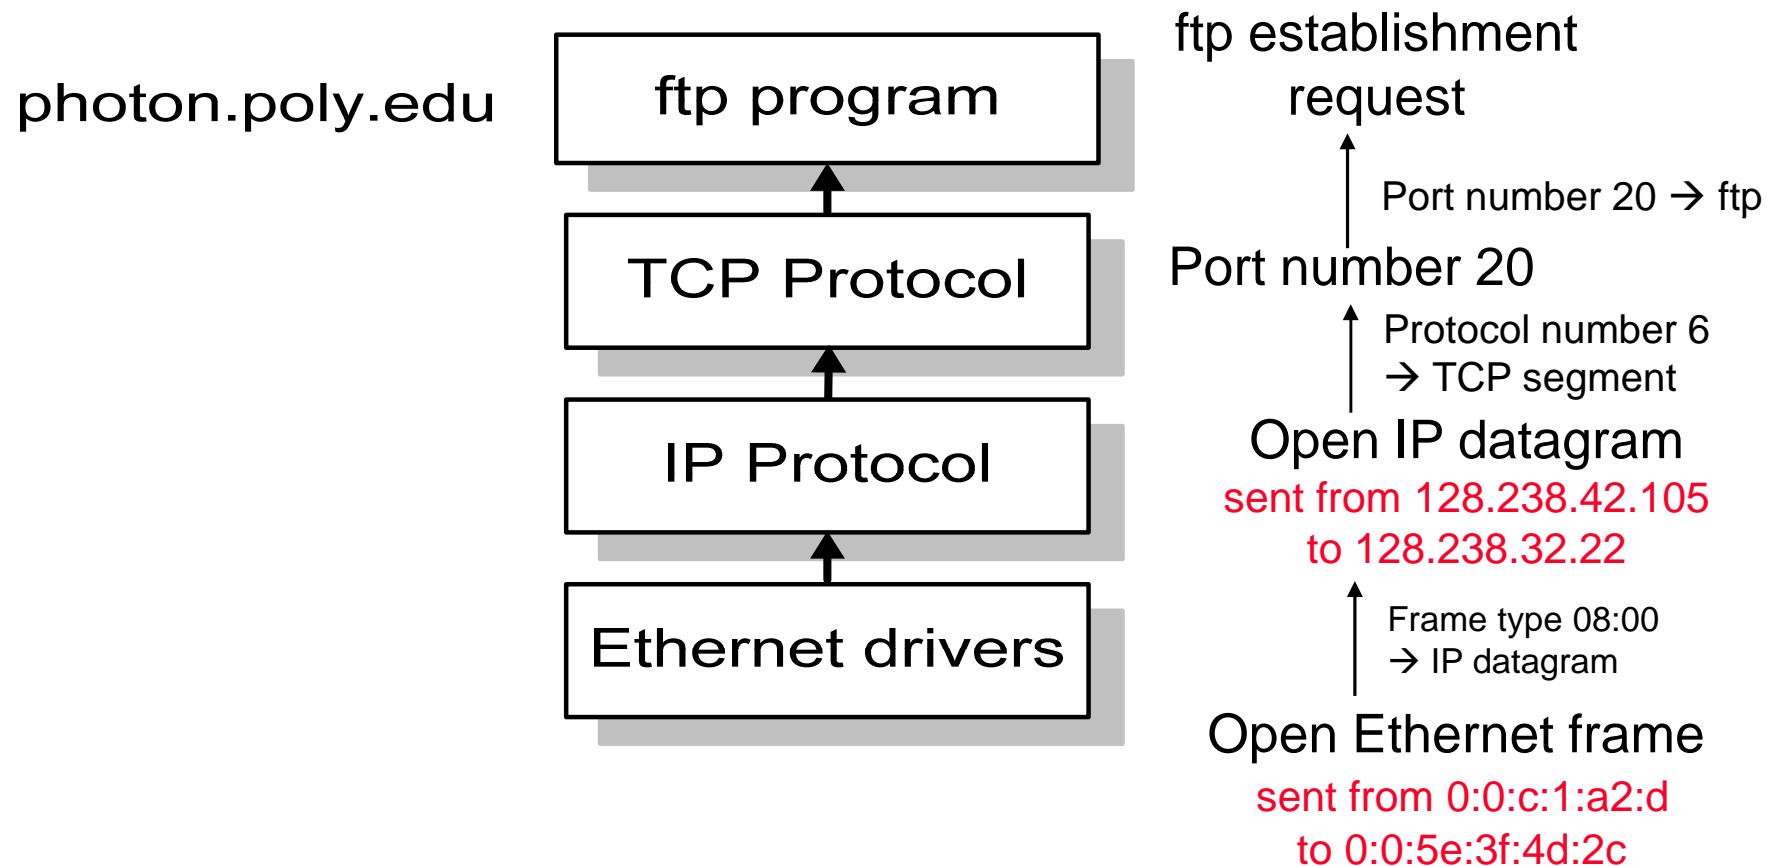 photon.poly.edu
ftp program
TCP Protocol
IP Protocol
Ethernet drivers
ftp establishment
request
Port number 20 → ftp
Port number 20
Protocol number 6
→ TCP segment
Open IP datagram
sent from 128.238.42.105
to 128.238.32.22
Frame type 08:00
→ IP datagram
Open Ethernet frame
sent from 0:0:c:1:a2:d
to 0:0:5e:3f:4d:2c